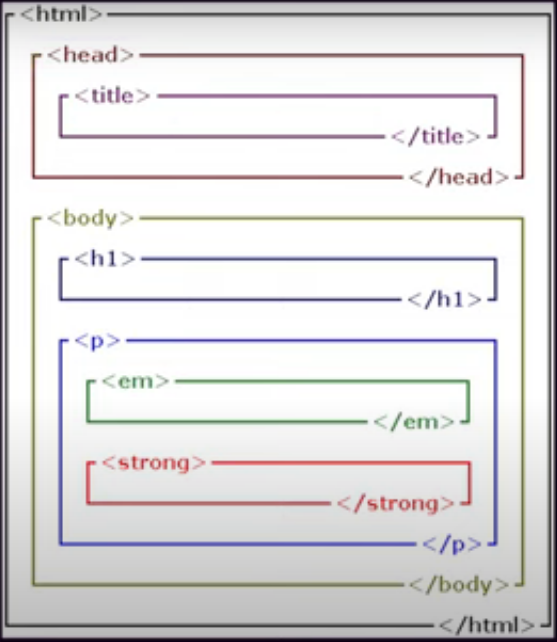 <html>
<head>
<title>
</title>
</head>
<body>
<h1>
</h1>
<p>
<em>
</em>
<strong>
</strong>
</p>
</body>
</html>